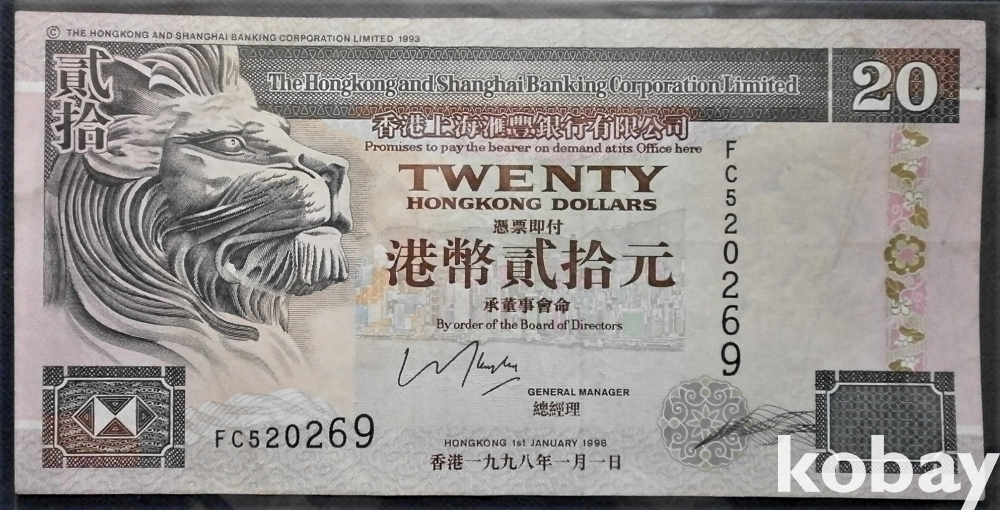 © THE HONGKONG AND SHANGHAI BANKING CORPORATION LIMITED 1993
貳拾
The Hongkong and Shanghai Banking Corporation Limited
20
香港上海滙豐銀行有限公司
Promises to pay the bearer on demand at its Office here
TWENTY
HONGKONG DOLLARS
憑票即付
港幣貳拾元
承董事會命
By order of the Board of Directors
GENERAL MANAGER
總經理
FC520269
FC520269
HONGKONG 1st JANUARY 1998
香港一九九八年一月一日
kobay